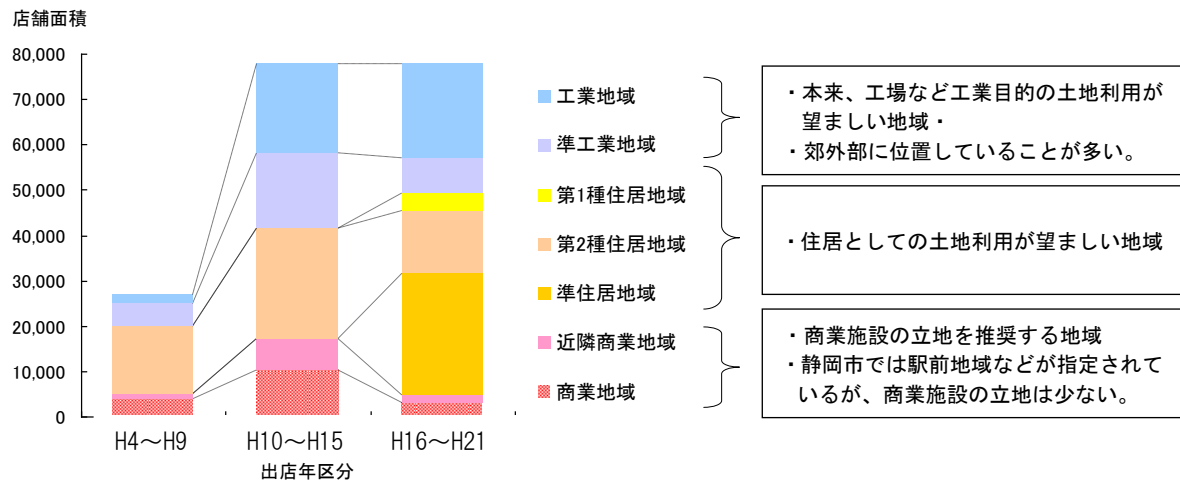 店舗面積
80,000
70,000
60,000
50,000
40,000
30,000
20,000
10,000
0
H4～H9
H10～H15
H16～H21
出店年区分
工業地域
準工業地域
第1種住居地域
第2種住居地域
準住居地域
近隣商業地域
商業地域
・本来、工場など工業目的の土地利用が
望ましい地域・
・郊外部に位置していることが多い。
・住居としての土地利用が望ましい地域
・商業施設の立地を推奨する地域
・静岡市では駅前地域などが指定されて
いるが、商業施設の立地は少ない。